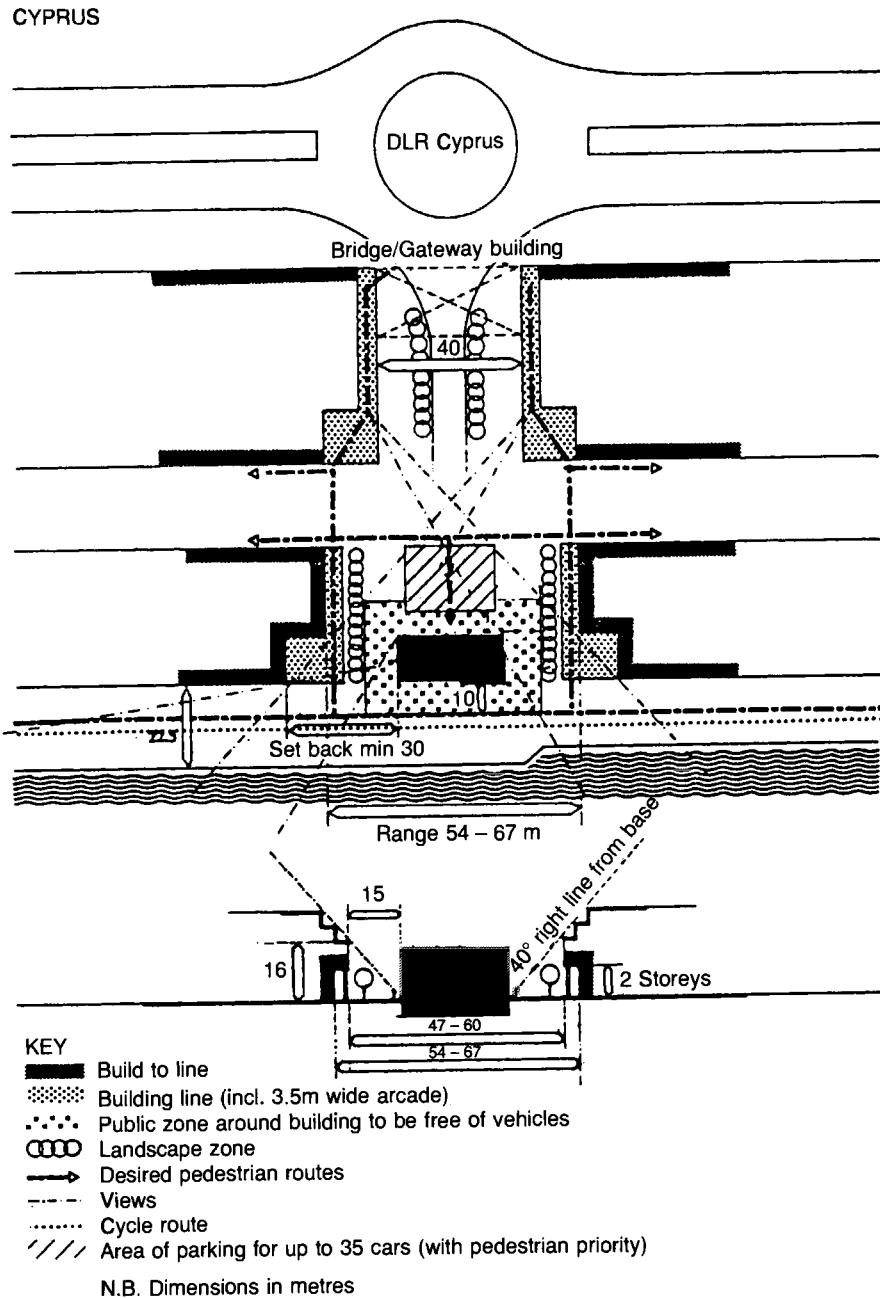 CYPRUS
DLR Cyprus
Bridge/Gateway building
40
10
Set back min 30
Range 54 – 67 m
40° right line from base
15
16
2 Storeys
47 – 60
54 – 67
KEY
Build to line
Building line (incl. 3.5m wide arcade)
Public zone around building to be free of vehicles
Landscape zone
Desired pedestrian routes
Views
Cycle route
Area of parking for up to 35 cars (with pedestrian priority)
N.B. Dimensions in metres